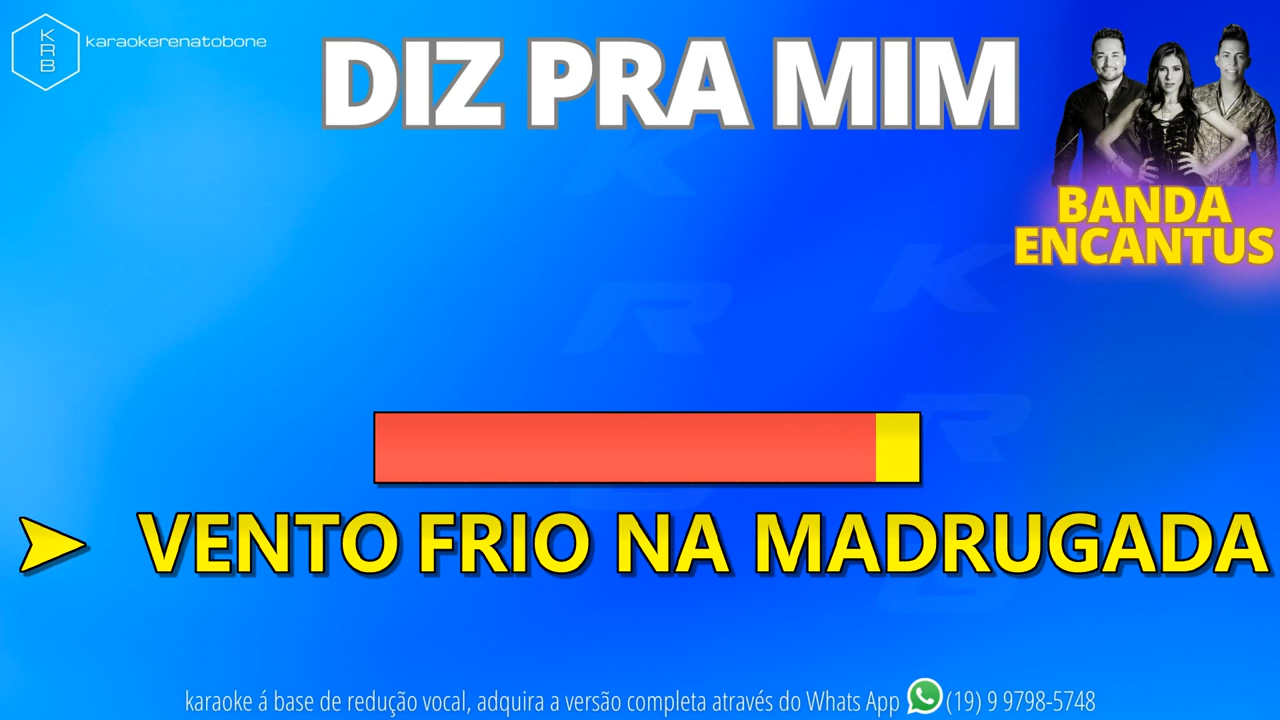 KRB
karaokerenatobone
DIZ PRA MIM
BANDA
ENCANTUS
K
R
K
R
➤ VENTO FRIO NA MADRUGADA
karaoke á base de redução vocal, adquira a versão completa através do Whats App (19) 9 9798-5748